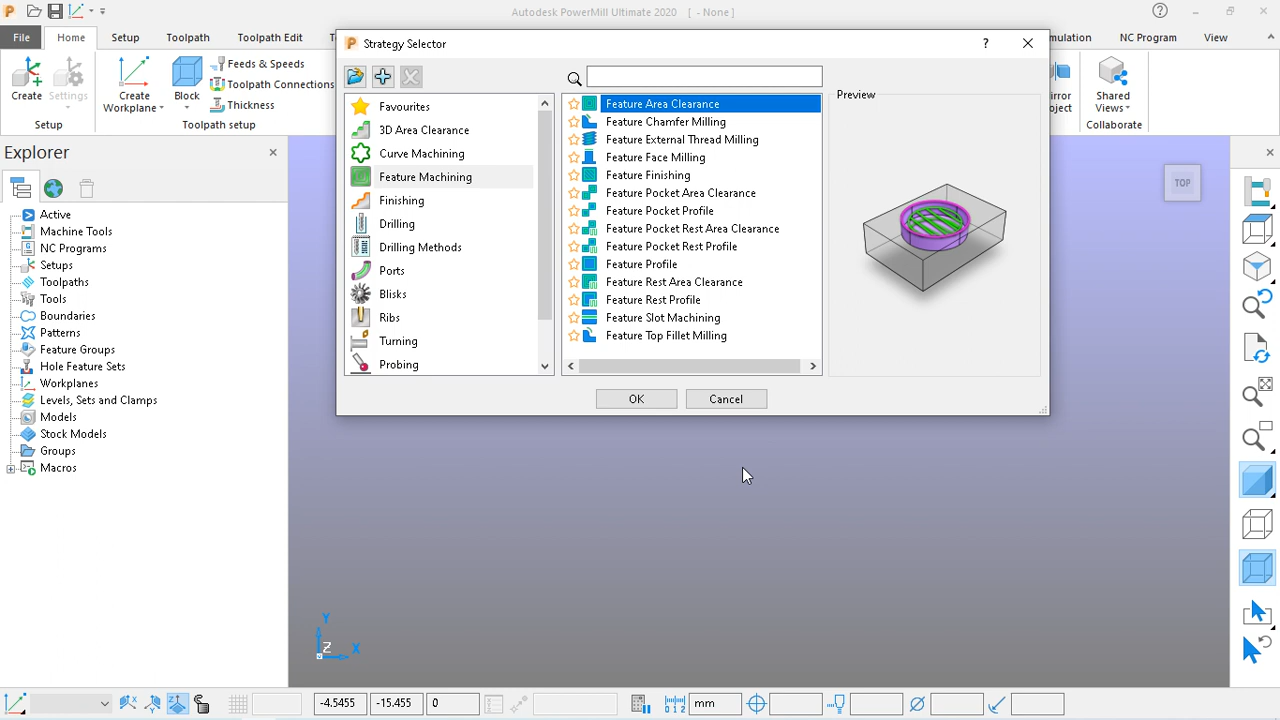 Autodesk PowerMill Ultimate 2020 [ - None ]
File Home Setup Toolpath Toolpath Edit T
mulation NC Program View
Create Settings
Setup
Create Workplane
Block
Feeds & Speeds
Toolpath Connections
Thickness
Toolpath setup
irror
roject
Shared
Views
Collaborate
Strategy Selector
Favourites
3D Area Clearance
Curve Machining
Feature Machining
Finishing
Drilling
Drilling Methods
Ports
Blisks
Ribs
Turning
Probing
Feature Area Clearance
Feature Chamfer Milling
Feature External Thread Milling
Feature Face Milling
Feature Finishing
Feature Pocket Area Clearance
Feature Pocket Profile
Feature Pocket Rest Area Clearance
Feature Pocket Rest Profile
Feature Profile
Feature Rest Area Clearance
Feature Rest Profile
Feature Slot Machining
Feature Top Fillet Milling
Preview
OK Cancel
Explorer
Active
Machine Tools
NC Programs
Setups
Toolpaths
Tools
Boundaries
Patterns
Feature Groups
Hole Feature Sets
Workplanes
Levels, Sets and Clamps
Models
Stock Models
Groups
Macros
TOP
Y
Z X
-4.5455 -15.455 0 mm